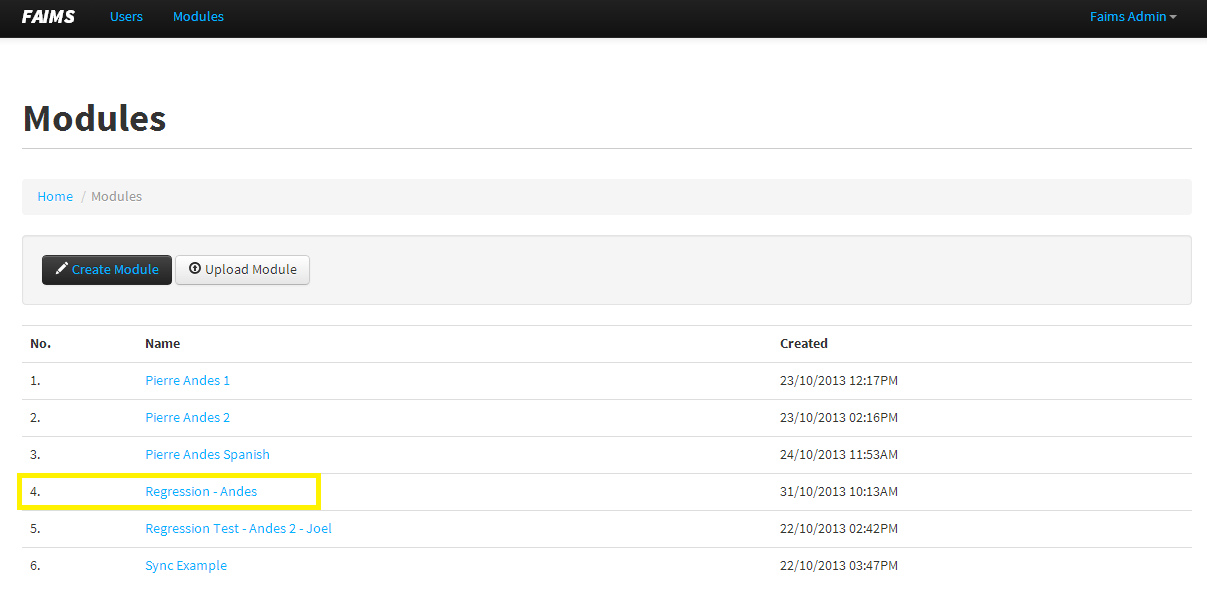 FAIMS Users Modules Faims Admin
Modules
Home / Modules
Create Module Upload Module
No. Name Created
1. Pierre Andes 1 23/10/2013 12:17PM
2. Pierre Andes 2 23/10/2013 02:16PM
3. Pierre Andes Spanish 24/10/2013 11:53AM
4. Regression - Andes 31/10/2013 10:13AM
5. Regression Test - Andes 2 - Joel 22/10/2013 02:42PM
6. Sync Example 22/10/2013 03:47PM